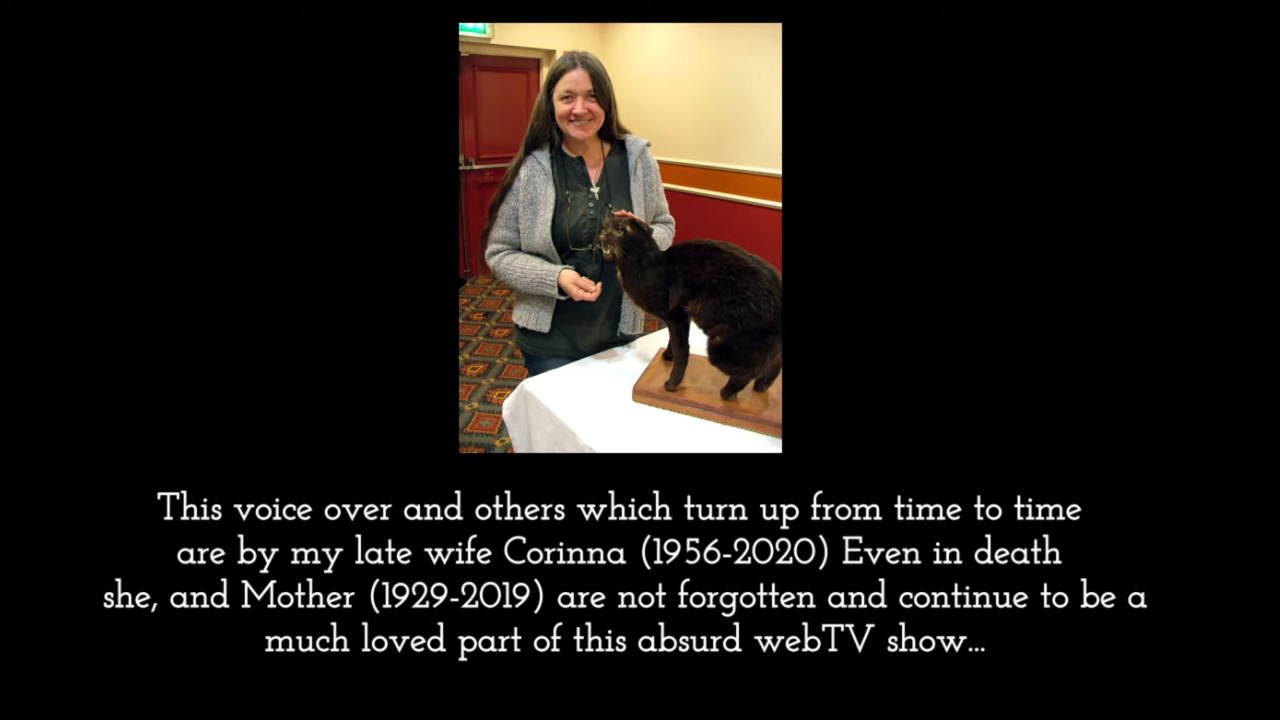 This voice over and others which turn up from time to time
are by my late wife Corinna (1956-2020) Even in death
she, and Mother (1929-2019) are not forgotten and continue to be a
much loved part of this absurd webTV show...